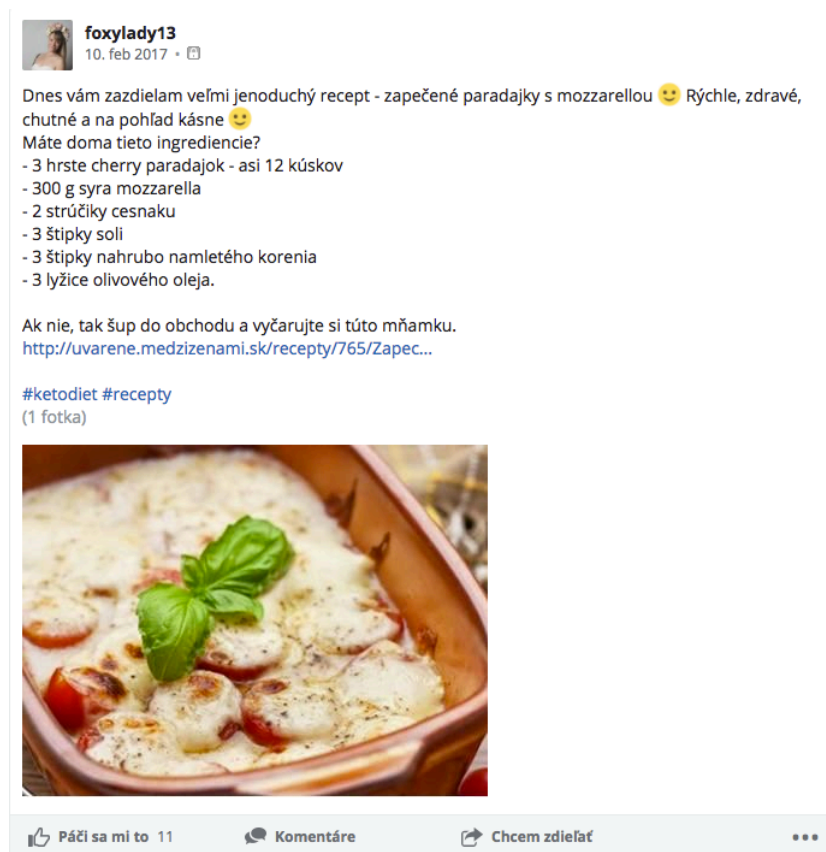 foxylady13
10. feb 2017 •
Dnes vám zazdielam veľmi jenoduchý recept - zapečené paradajky s mozzarellou 🙂 Rýchle, zdravé,
chutné a na pohľad kásne 🙂
Máte doma tieto ingrediencie?
- 3 hrste cherry paradajok - asi 12 kúskov
- 300 g syra mozzarella
- 2 strúčiky cesnaku
- 3 štipky soli
- 3 štipky nahrubo namletého korenia
- 3 lyžice olivového oleja.
Ak nie, tak šup do obchodu a vyčarujte si túto mňamku.
http://uvarene.medzizenami.sk/recepty/765/Zapec...
#ketodiet #recepty
(1 fotka)
Páči sa mi to 11 Komentáre Chcem zdieľať